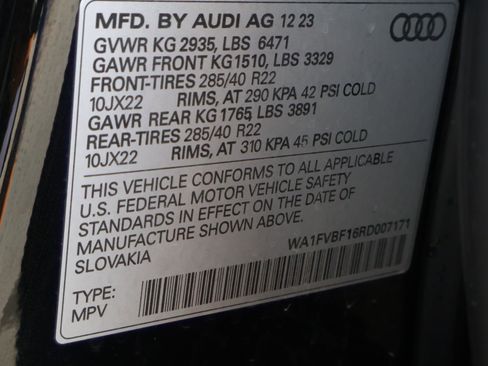 MFD. BY AUDI AG 12 23
GVWR KG 2935, LBS 6471
GAWR FRONT KG1510, LBS 3329
FRONT-TIRES 285/40 R22
10JX22 RIMS, AT 290 KPA 42 PSI COLD
GAWR REAR KG 1765, LBS 3891
REAR-TIRES 285/40 R22
10JX22 RIMS, AT 310 KPA 45 PSI COLD
THIS VEHICLE CONFORMS TO ALL APPLICABLE
U.S. FEDERAL MOTOR VEHICLE SAFETY
STANDARDS IN EFFECT ON THE DATE OF
MANUFACTURE SHOWN ABOVE.
SLOVAKIA
WA1FVBF16RD007171
TYPE:
MPV